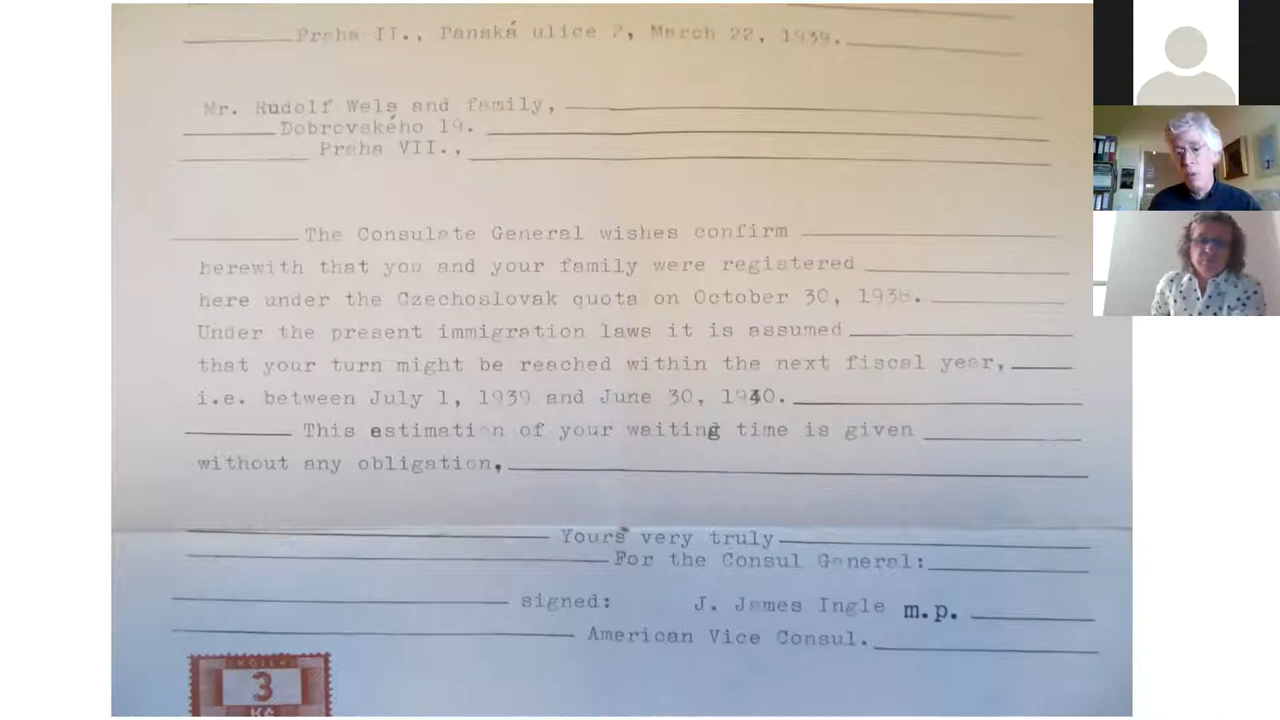 Praha II., Panská ulice 2, March 22, 1939.
Mr. Rudolf Wels and family,
Dobrovského 19.
Praha VII.,
The Consulate General wishes confirm
herewith that you and your family were registered
here under the Czechoslovak quota on October 30, 1938.
Under the present immigration laws it is assumed
that your turn might be reached within the next fiscal year,
i.e. between July 1, 1939 and June 30, 1940.
This estimation of your waiting time is given
without any obligation,
Yours very truly
For the Consul General:
signed: J. James Ingle m.p.
American Vice Consul.
KOLEK
3
Kč